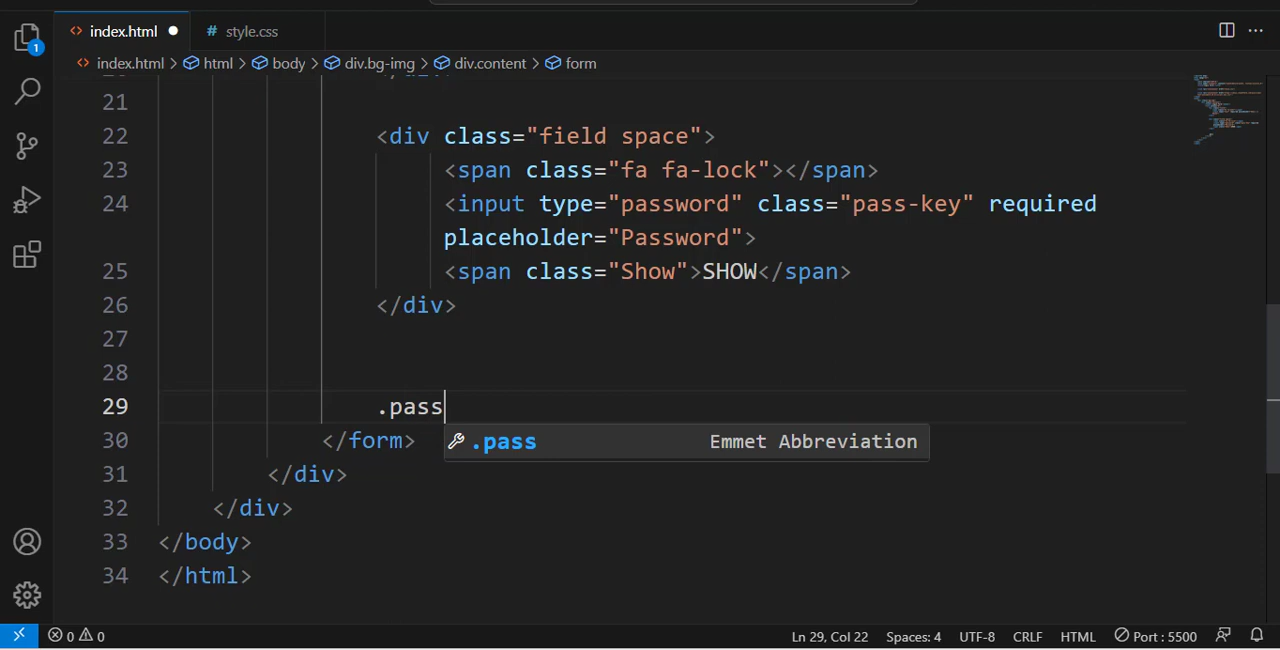 index.html
# style.css
1
index.html > html > body > div.bg-img > div.content > form
21
22 <div class="field space">
23 <span class="fa fa-lock"></span>
24 <input type="password" class="pass-key" required
placeholder="Password">
25 <span class="Show">SHOW</span>
26 </div>
27
28
29 .pass
.pass Emmet Abbreviation
30 </form>
31 </div>
32 </div>
33 </body>
34 </html>
0 0 Ln 29, Col 22 Spaces: 4 UTF-8 CRLF HTML Port : 5500